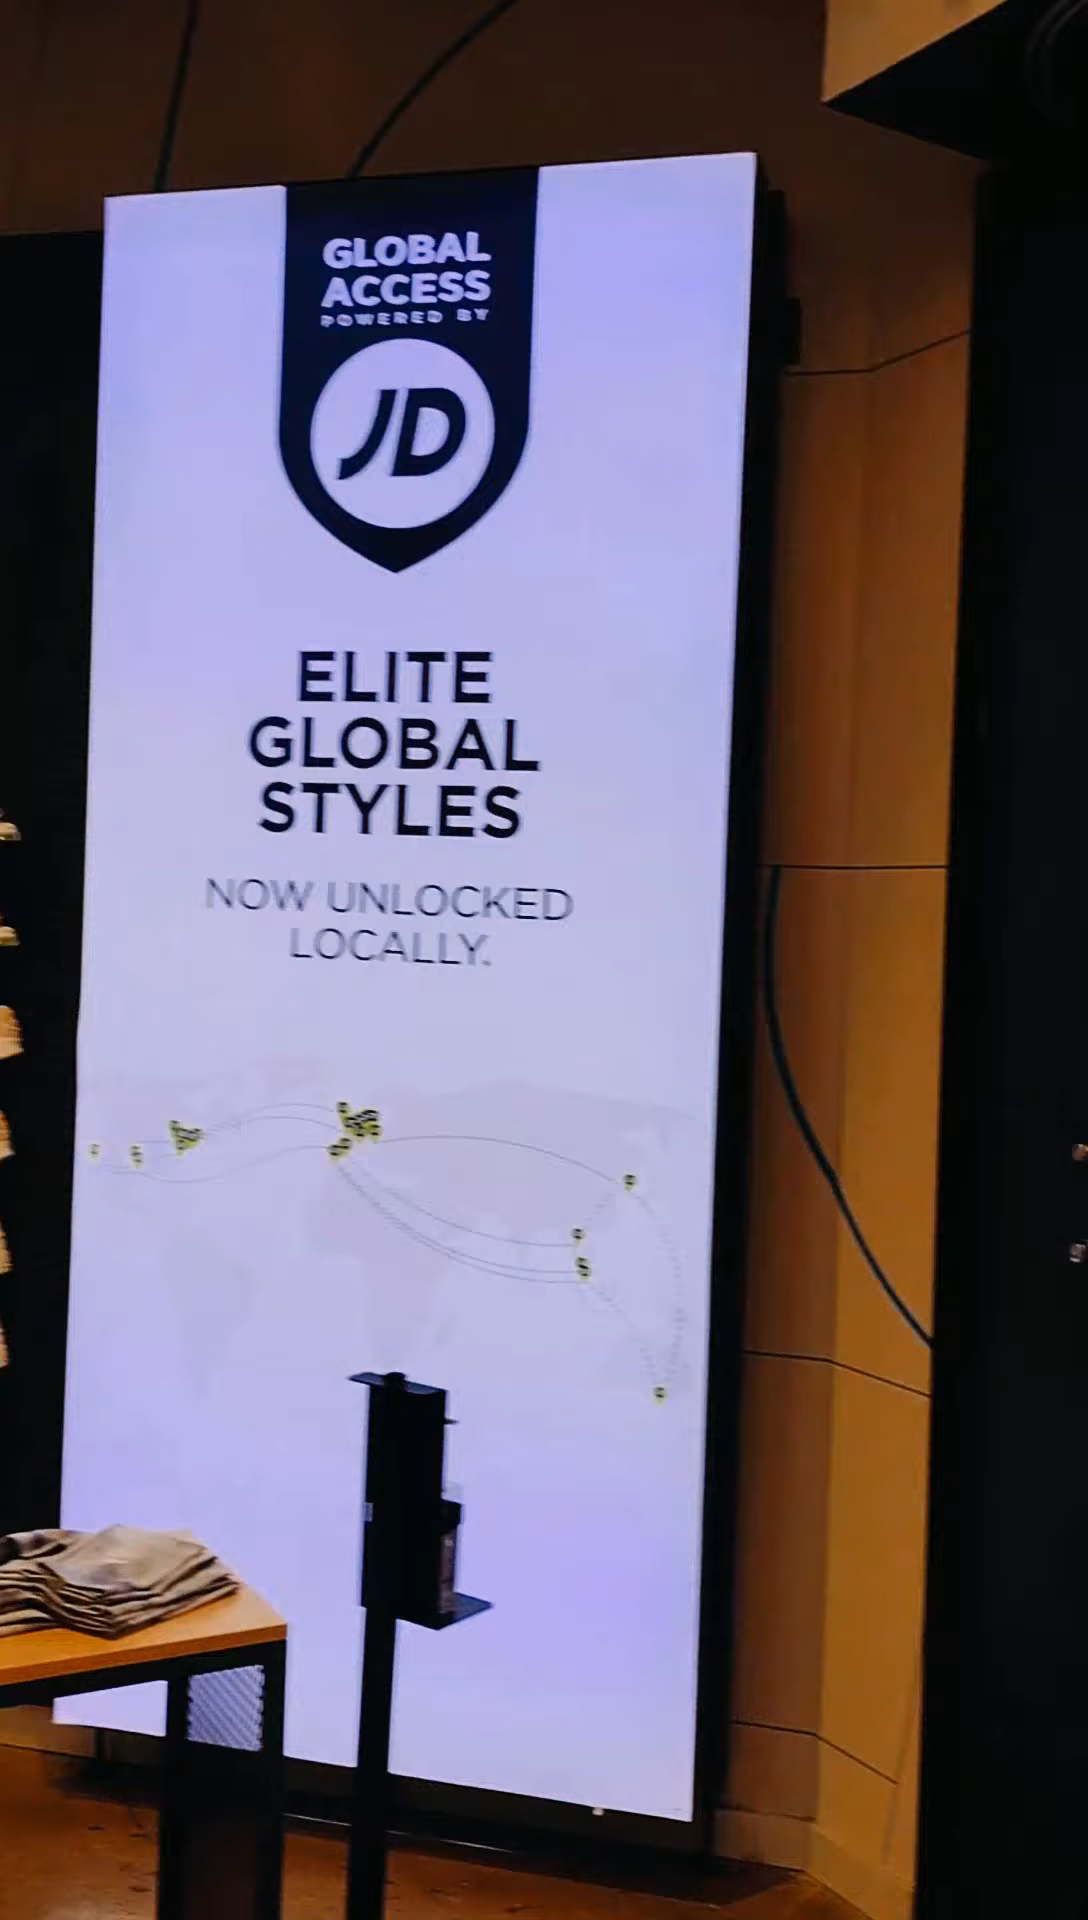 GLOBAL
ACCESS
POWERED BY
JD
ELITE
GLOBAL
STYLES
NOW UNLOCKED
LOCALLY.